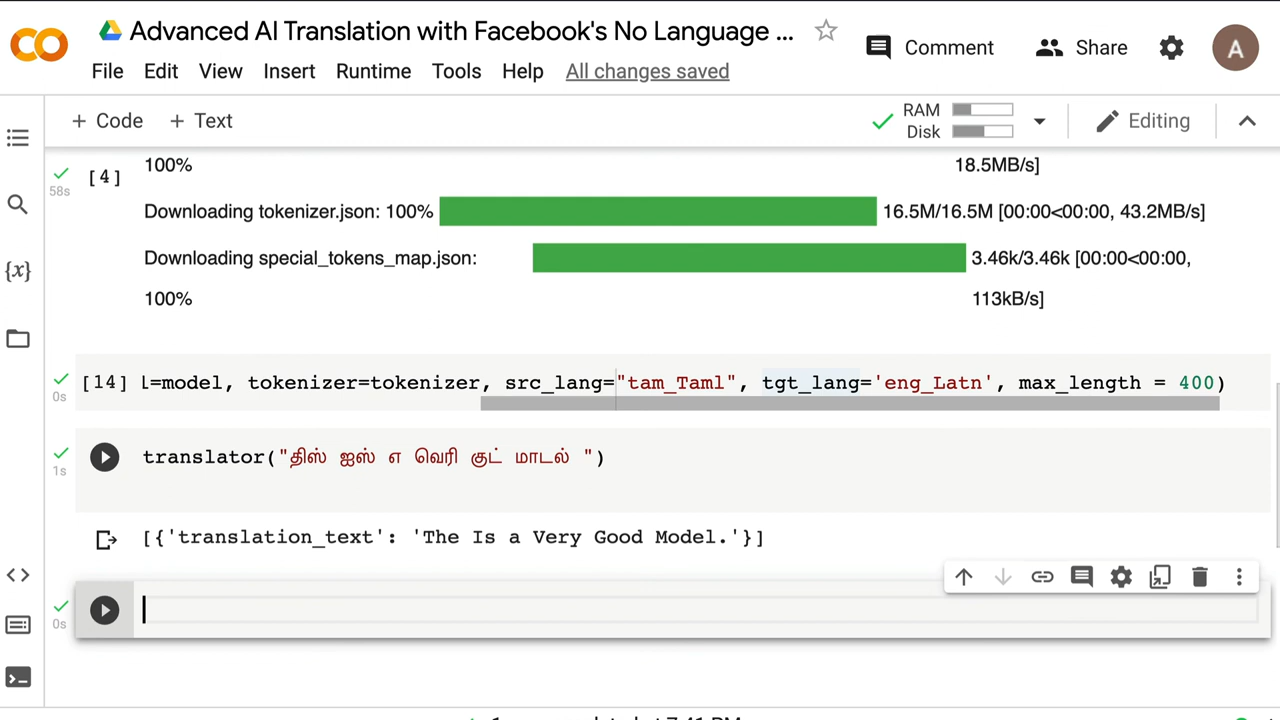 Advanced AI Translation with Facebook's No Language ...
Comment
Share
A
File Edit View Insert Runtime Tools Help All changes saved
+ Code + Text
RAM
Disk
Editing
100% 18.5MB/s]
[4]
58s
Downloading tokenizer.json: 100% 16.5M/16.5M [00:00<00:00, 43.2MB/s]
Downloading special_tokens_map.json: 3.46k/3.46k [00:00<00:00,
100% 113kB/s]
[14] l=model, tokenizer=tokenizer, src_lang="tam_Taml", tgt_lang='eng_Latn', max_length = 400)
0s
translator("திஸ் ஐஸ் எ வெரி குட் மாடல் ")
1s
[{'translation_text': 'The Is a Very Good Model.'}]
{x}
0s